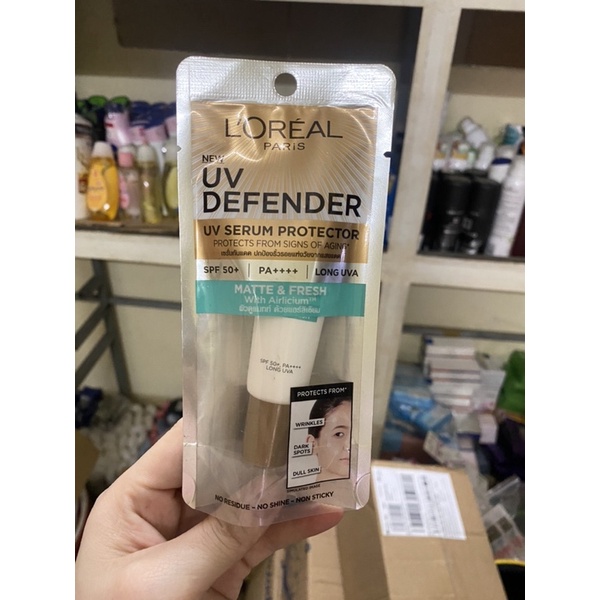 L'ORÉAL
PARIS
NEW
UV
DEFENDER
UV SERUM PROTECTOR
PROTECTS FROM SIGNS OF AGING*
SPF 50+ | PA++++ | LONG UVA
MATTE & FRESH
With Airlicium™
SPF 50+, PA++++
LONG UVA
PROTECTS FROM*
WRINKLES
DARK
SPOTS
DULL SKIN
NO RESIDUE – NO SHINE – NON STICKY